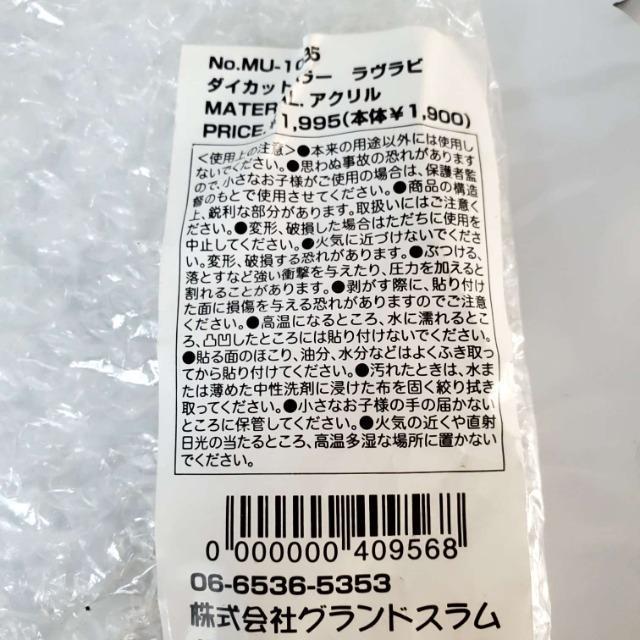 No.MU-1
ダイカット ラー ラヴラビ
MATER L. アクリル
PRICE. 1,995(本体¥1,900)
<使用上の注意>●本来の用途以外には使用し
ないでください。●思わぬ事故の恐れがあります
ので、小さなお子様がご使用の場合は、保護者監
督のもとで使用させてください。●商品の構造
上、鋭利な部分があります。取扱いにはご注意く
ださい。●変形、破損した場合はただちに使用を
中止してください。●火気に近づけないでくださ
い。変形、破損する恐れがあります。●ぶつける、
落とすなど強い衝撃を与えたり、圧力を加えると
割れることがあります。●剥がす際に、貼り付け
た面に損傷を与える恐れがありますのでご注意
ください。●高温になるところ、水に濡れるとこ
ろ、凸凹したところには貼り付けないでください。
●貼る面のほこり、油分、水分などはよくふき取っ
てから貼り付けてください。●汚れたときは、水ま
たは薄めた中性洗剤に浸けた布を固く絞り拭き
取ってください。●小さなお子様の手の届かない
ところに保管してください。●火気の近くや直射
日光の当たるところ、高温多湿な場所に置かない
でください。
0 000000 409568
06-6536-5353
株式会社グランドスラム